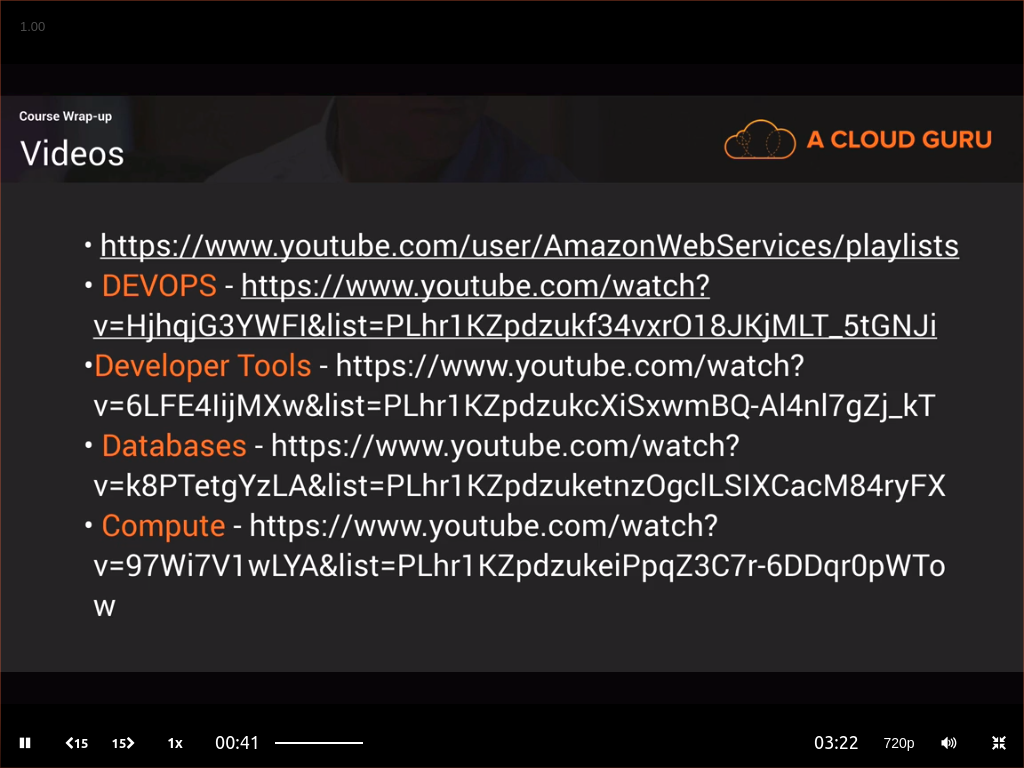 1.00
Course Wrap-up
Videos
A CLOUD GURU
• https://www.youtube.com/user/AmazonWebServices/playlists
• DEVOPS - https://www.youtube.com/watch?
v=HjhqjG3YWFI&list=PLhr1KZpdzukf34vxrO18JKjMLT_5tGNJi
•Developer Tools - https://www.youtube.com/watch?
v=6LFE4IijMXw&list=PLhr1KZpdzukcXiSxwmBQ-Al4nl7gZj_kT
• Databases - https://www.youtube.com/watch?
v=k8PTetgYzLA&list=PLhr1KZpdzuketnzOgclLSIXCacM84ryFX
• Compute - https://www.youtube.com/watch?
v=97Wi7V1wLYA&list=PLhr1KZpdzukeiPpqZ3C7r-6DDqr0pWTo
w
15 15 1x 00:41 03:22 720p